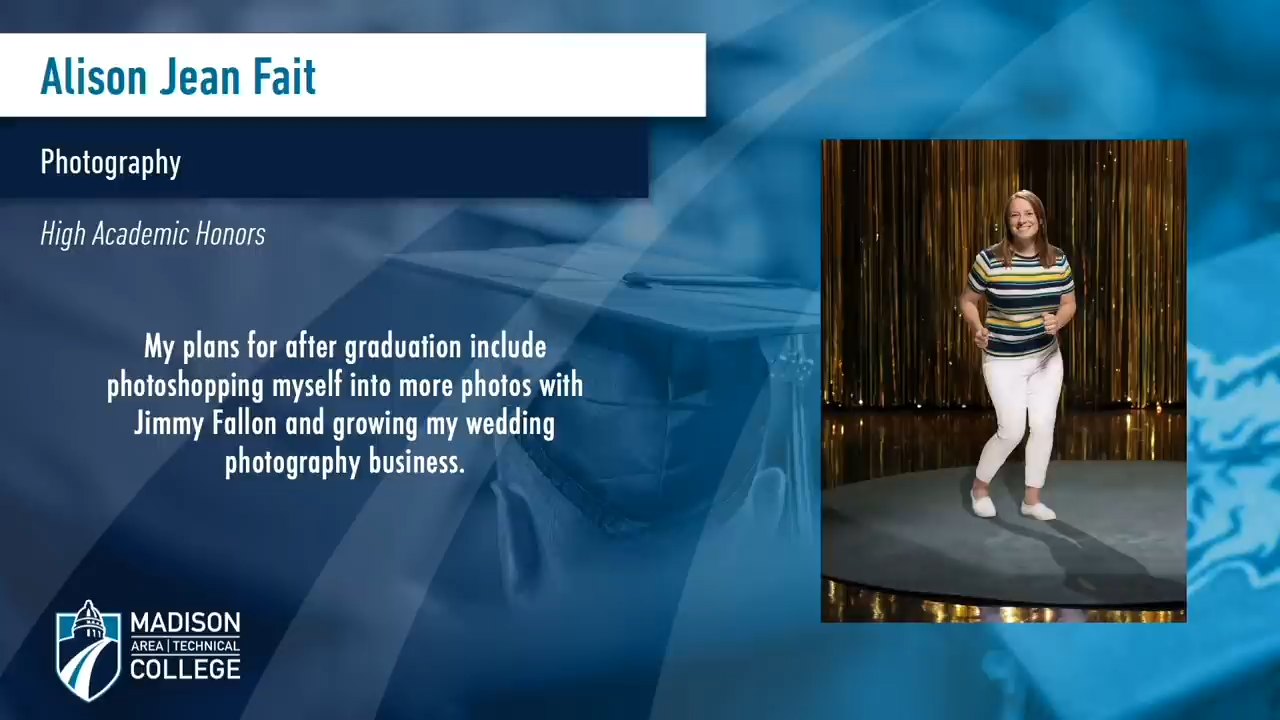 Alison Jean Fait
Photography
High Academic Honors
My plans for after graduation include
photoshopping myself into more photos with
Jimmy Fallon and growing my wedding
photography business.
MADISON
AREA | TECHNICAL
COLLEGE